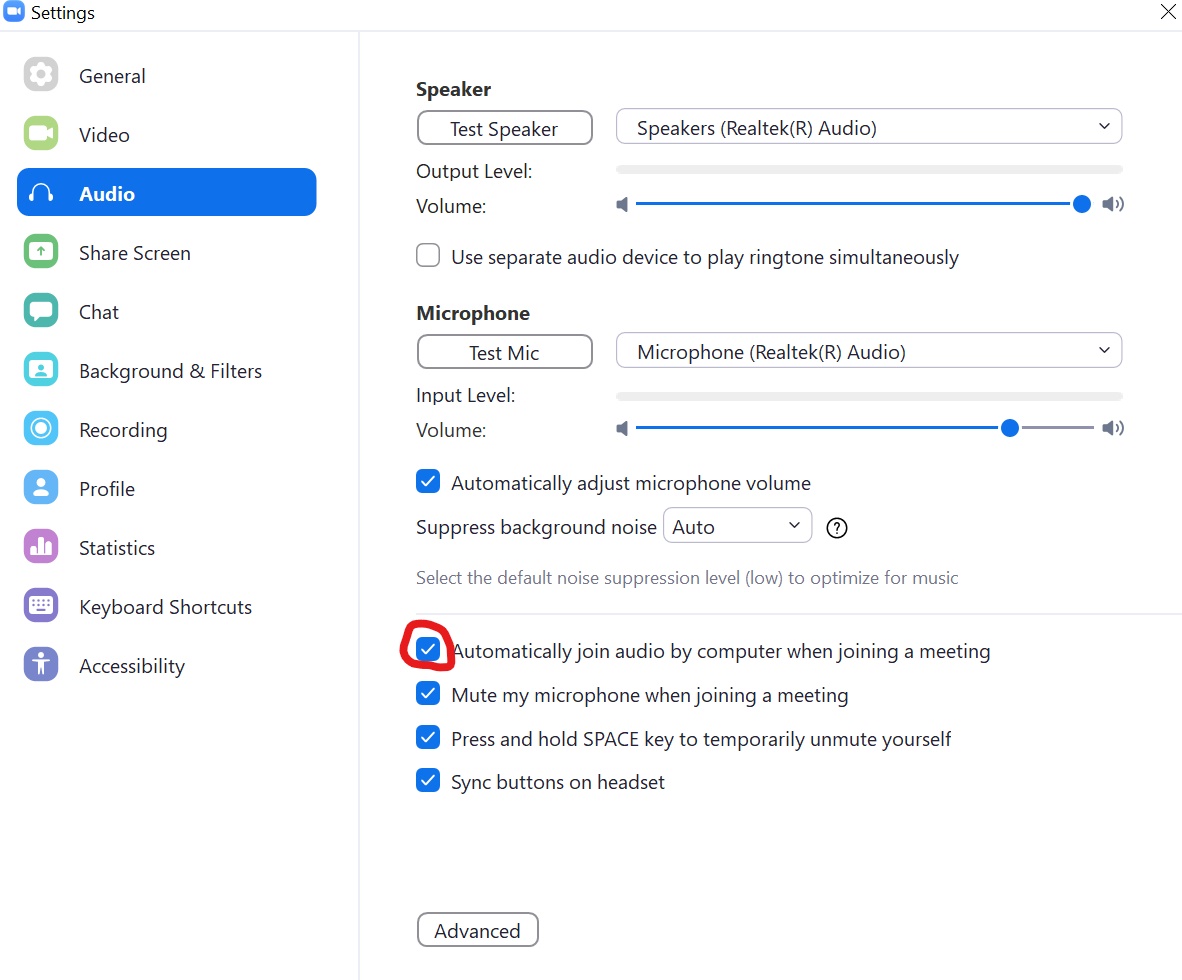 Settings
General
Video
Audio
Share Screen
Chat
Background & Filters
Recording
Profile
Statistics
Keyboard Shortcuts
Accessibility
Speaker
Test Speaker
Speakers (Realtek(R) Audio)
Output Level:
Volume:
Use separate audio device to play ringtone simultaneously
Microphone
Test Mic
Microphone (Realtek(R) Audio)
Input Level:
Volume:
Automatically adjust microphone volume
Suppress background noise Auto ?
Select the default noise suppression level (low) to optimize for music
Automatically join audio by computer when joining a meeting
Mute my microphone when joining a meeting
Press and hold SPACE key to temporarily unmute yourself
Sync buttons on headset
Advanced